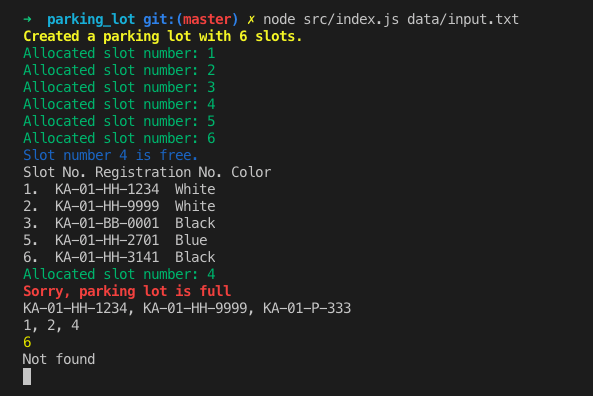 → parking_lot git:(master) ✗ node src/index.js data/input.txt
Created a parking lot with 6 slots.
Allocated slot number: 1
Allocated slot number: 2
Allocated slot number: 3
Allocated slot number: 4
Allocated slot number: 5
Allocated slot number: 6
Slot number 4 is free.
Slot No. Registration No. Color
1.  KA-01-HH-1234  White
2.  KA-01-HH-9999  White
3.  KA-01-BB-0001  Black
5.  KA-01-HH-2701  Blue
6.  KA-01-HH-3141  Black
Allocated slot number: 4
Sorry, parking lot is full
KA-01-HH-1234, KA-01-HH-9999, KA-01-P-333
1, 2, 4
6
Not found